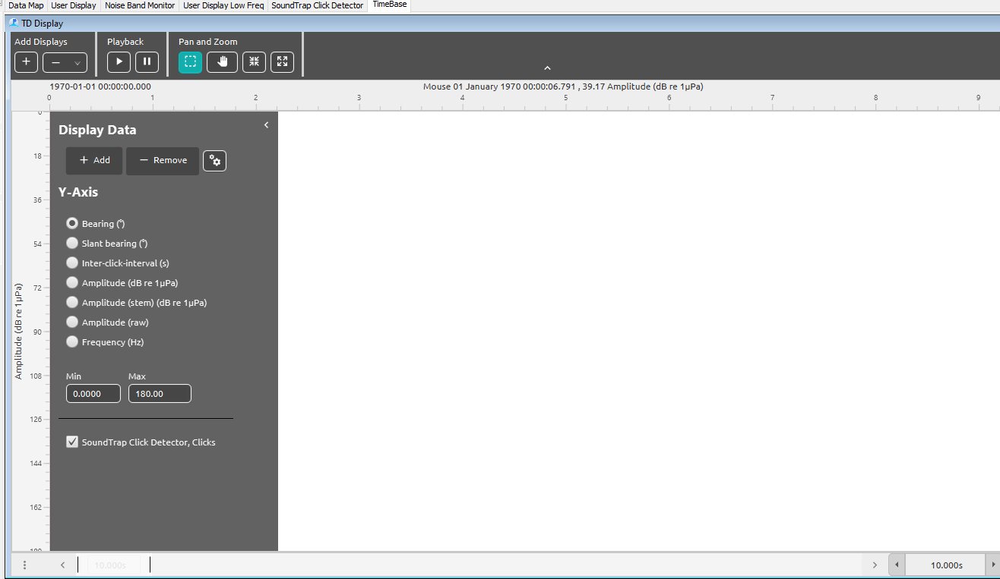 Data Map User Display Noise Band Monitor User Display Low Freq SoundTrap Click Detector TimeBase
TD Display
Add Displays Playback Pan and Zoom
1970-01-01 00:00:00.000 Mouse 01 January 1970 00:00:06.791 , 39.17 Amplitude (dB re 1µPa)
0 1 2 3 4 5 6 7 8 9
Display Data
+ Add − Remove
Y-Axis
Bearing (°)
Slant bearing (°)
Inter-click-interval (s)
Amplitude (dB re 1µPa)
Amplitude (stem) (dB re 1µPa)
Amplitude (raw)
Frequency (Hz)
Min Max
0.0000 180.00
SoundTrap Click Detector, Clicks
Amplitude (dB re 1µPa)
0
18
36
54
72
90
108
126
144
162
180
10.000s 10.000s